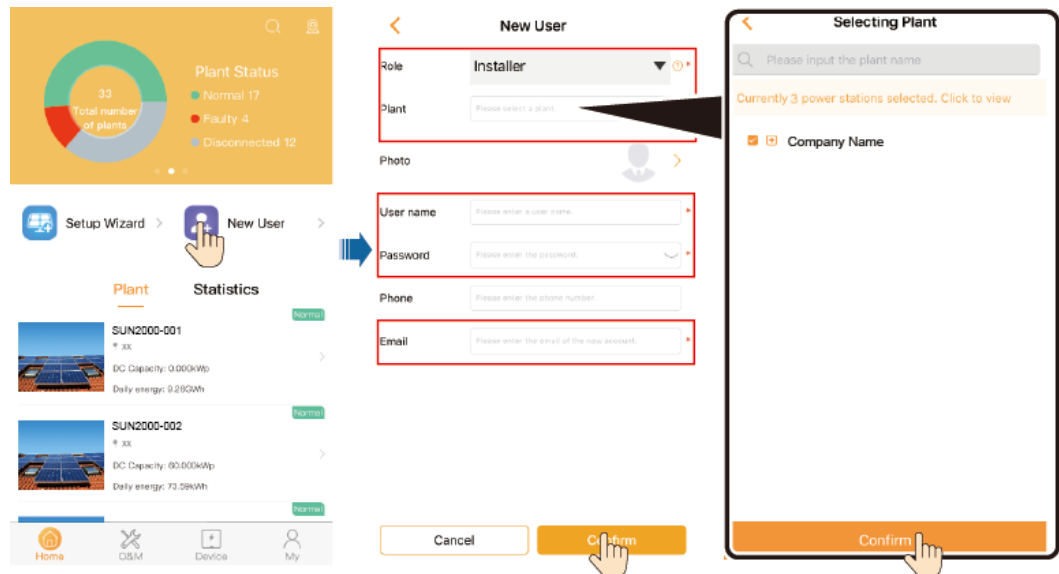 Plant Status
33
Total number
of plants
Normal 17
Faulty 4
Disconnected 12
Setup Wizard
New User
Plant
Statistics
Normal
SUN2000-001
xx
DC Capacity: 0.000kWp
Daily energy: 9.28GWh
Normal
SUN2000-002
xx
DC Capacity: 60.000kWp
Daily energy: 73.59kWh
Normal
Home
O&M
Device
My
New User
Role
Installer
*
Plant
Please select a plant.
Photo
User name
Please enter a user name.
*
Password
Please enter the password.
*
Phone
Please enter the phone number.
Email
Please enter the email of the new account.
*
Cancel
Confirm
Selecting Plant
Please input the plant name
Currently 3 power stations selected. Click to view
Company Name
Confirm